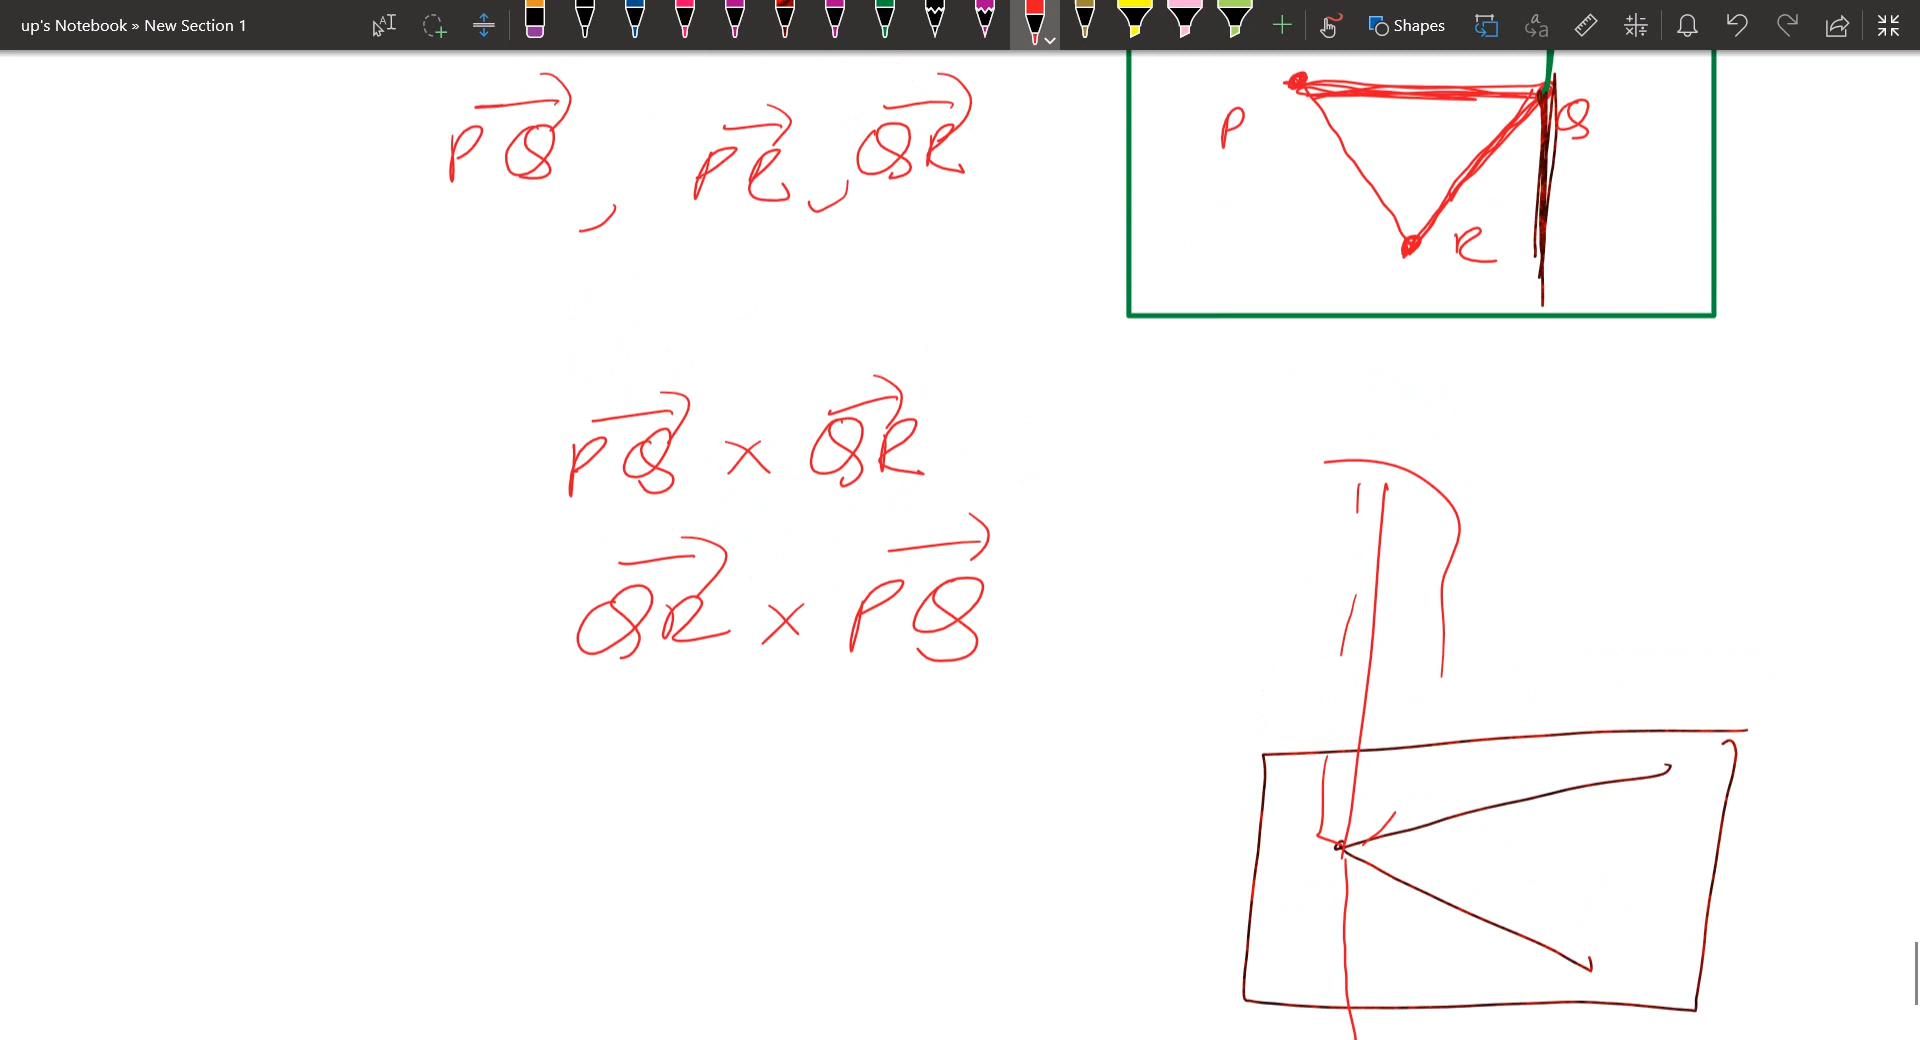 up's Notebook » New Section 1
Shapes
PQ, PR, QR
P
Q
R
PQ × QR
QR × PQ